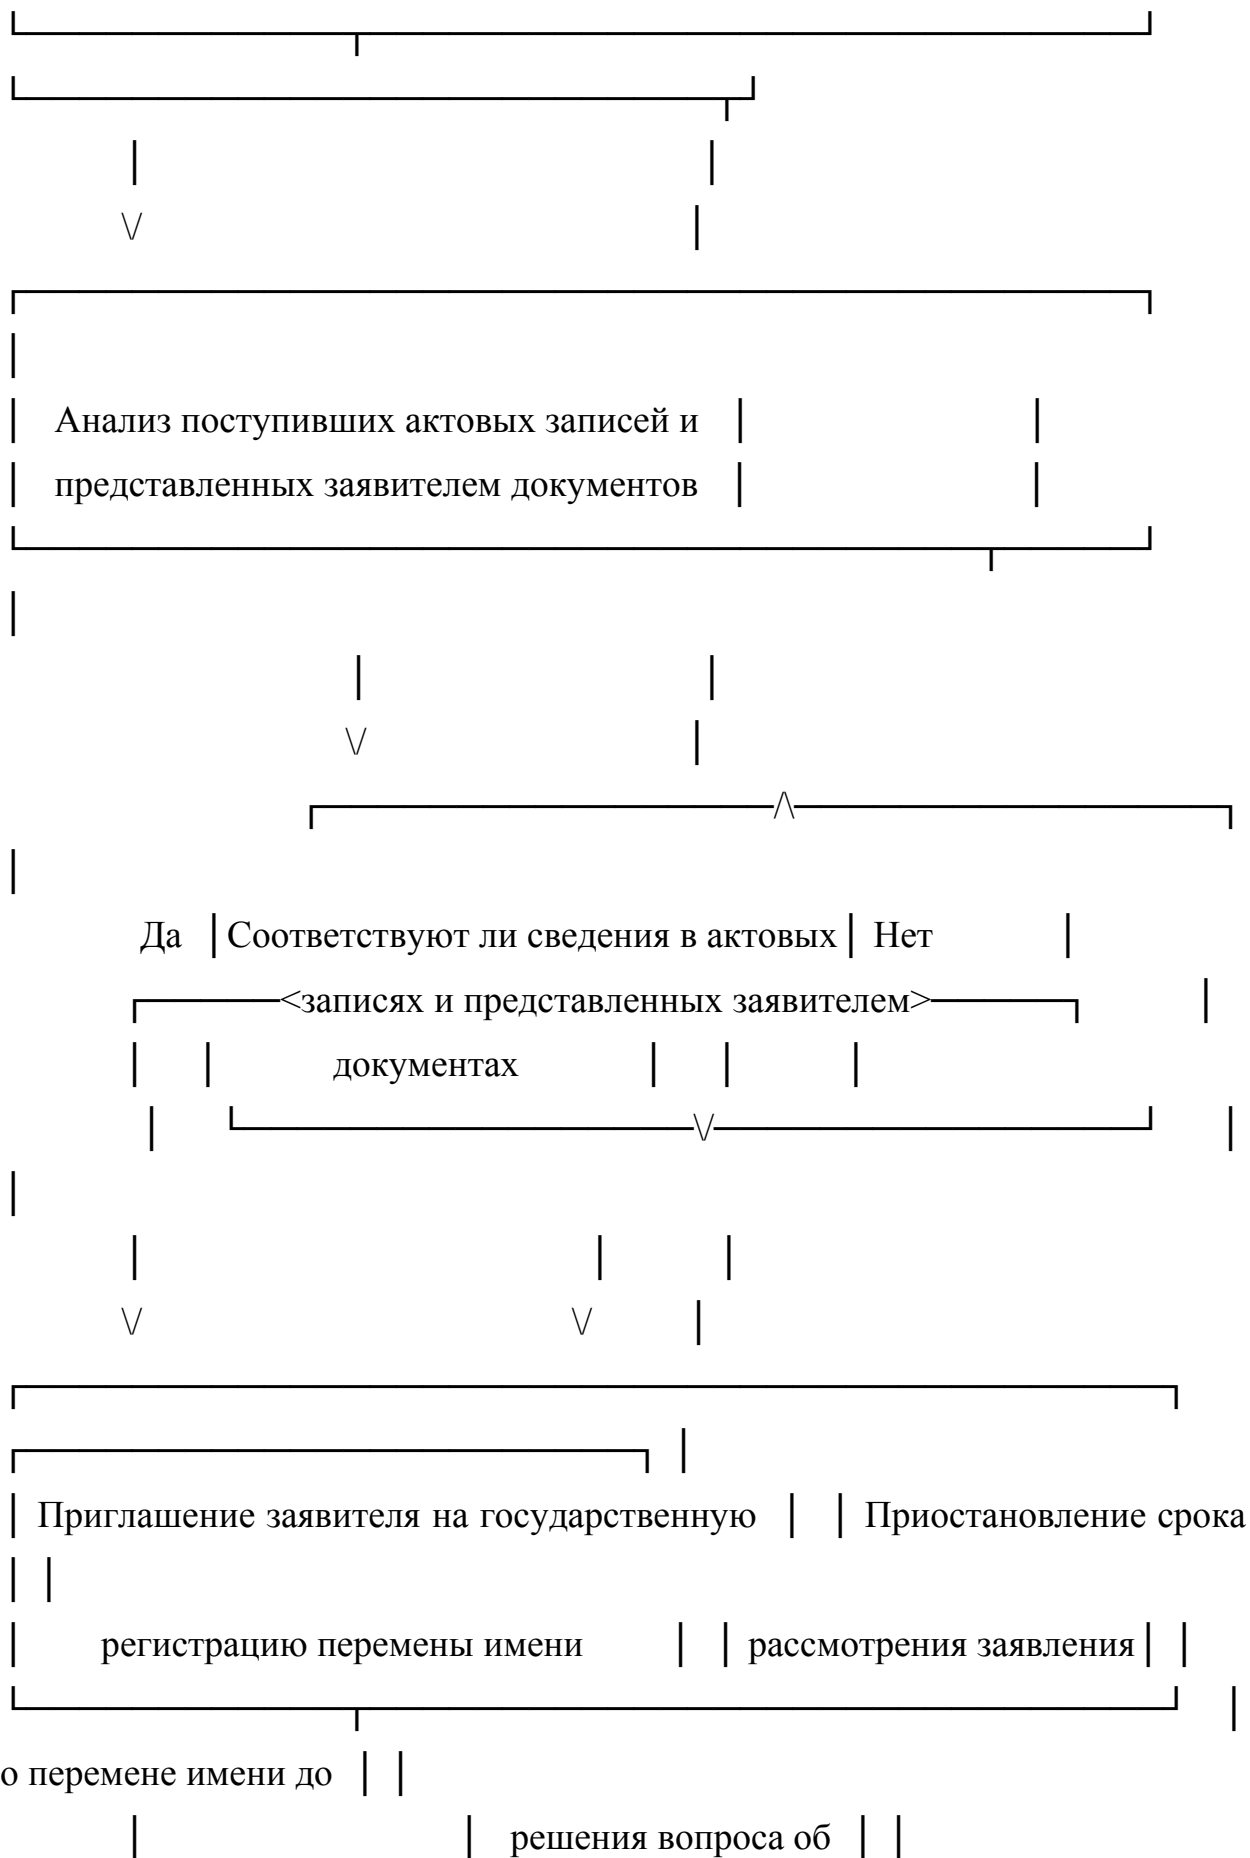 Анализ поступивших актовых записей и
представленных заявителем документов
Да Соответствуют ли сведения в актовых Нет
<записях и представленных заявителем>
документах
Приглашение заявителя на государственную Приостановление срока
регистрацию перемены имени рассмотрения заявления
о перемене имени до
решения вопроса об